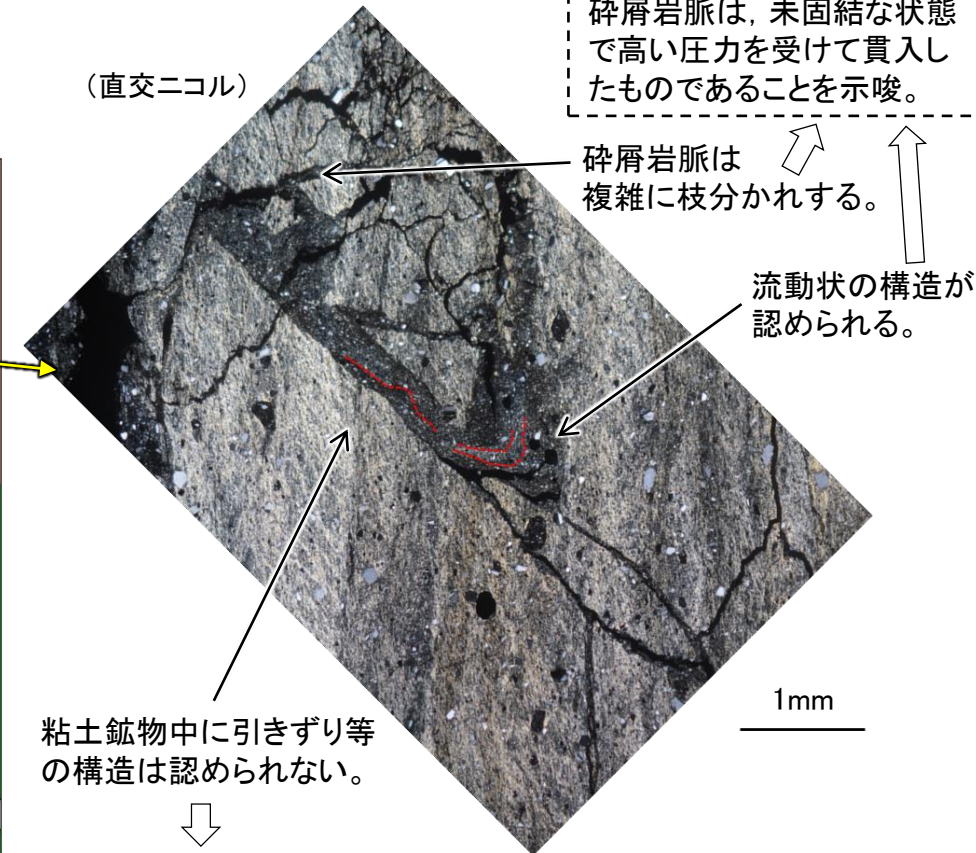 砕屑岩脈は，未固結な状態
で高い圧力を受けて貫入し
たものであることを示唆。
（直交ニコル）
砕屑岩脈は
複雑に枝分かれする。
流動状の構造が
認められる。
1mm
粘土鉱物中に引きずり等
の構造は認められない。